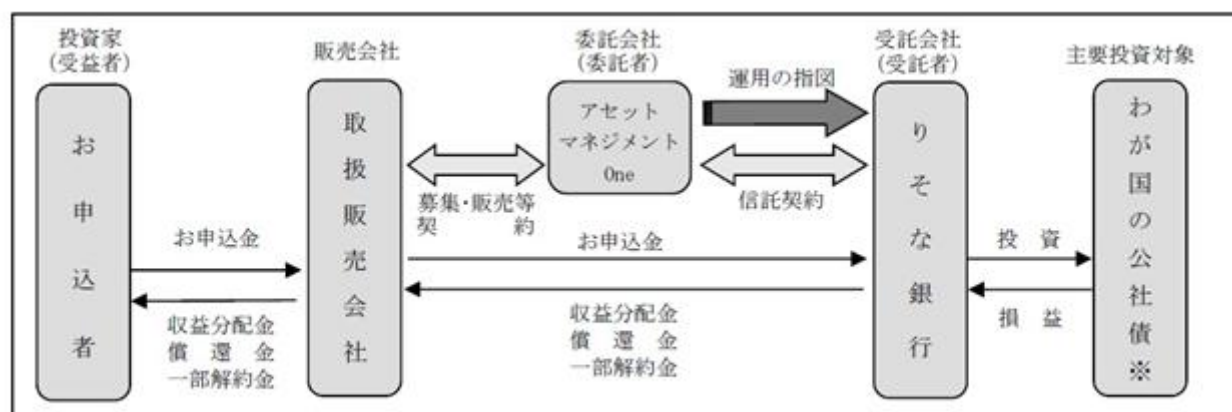 投資家
(受益者)
お申込者
販売会社
取扱販売会社
委託会社
(委託者)
アセット
マネジメント
One
受託会社
(受託者)
りそな銀行
主要投資対象
わが国の公社債※
運用の指図
募集・販売等
契約
信託契約
お申込金
収益分配金
償還金
一部解約金
お申込金
収益分配金
償還金
一部解約金
投資
損益